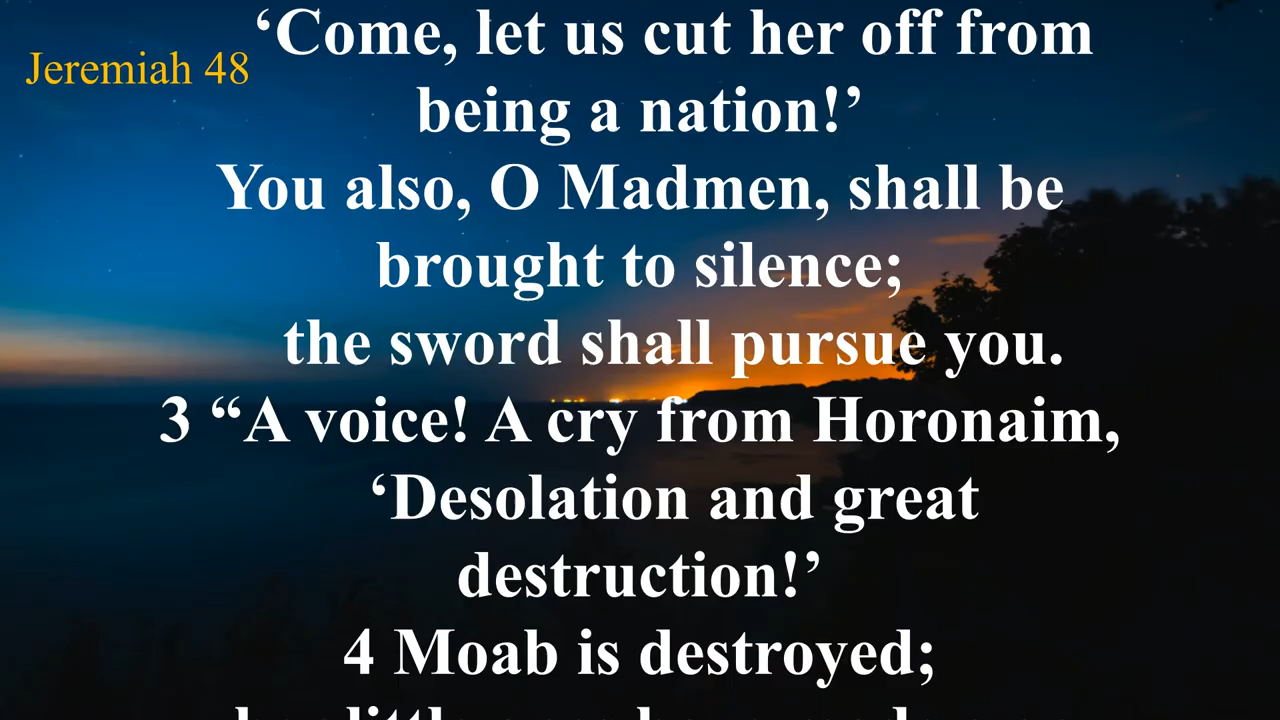 ‘Come, let us cut her off from
Jeremiah 48
being a nation!’
You also, O Madmen, shall be
brought to silence;
the sword shall pursue you.
3 “A voice! A cry from Horonaim,
‘Desolation and great
destruction!’
4 Moab is destroyed;